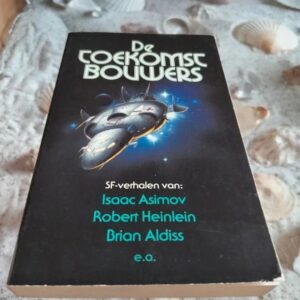 De
TOEKOMST
BOUWERS
SF-verhalen van:
Isaac Asimov
Robert Heinlein
Brian Aldiss
e.a.